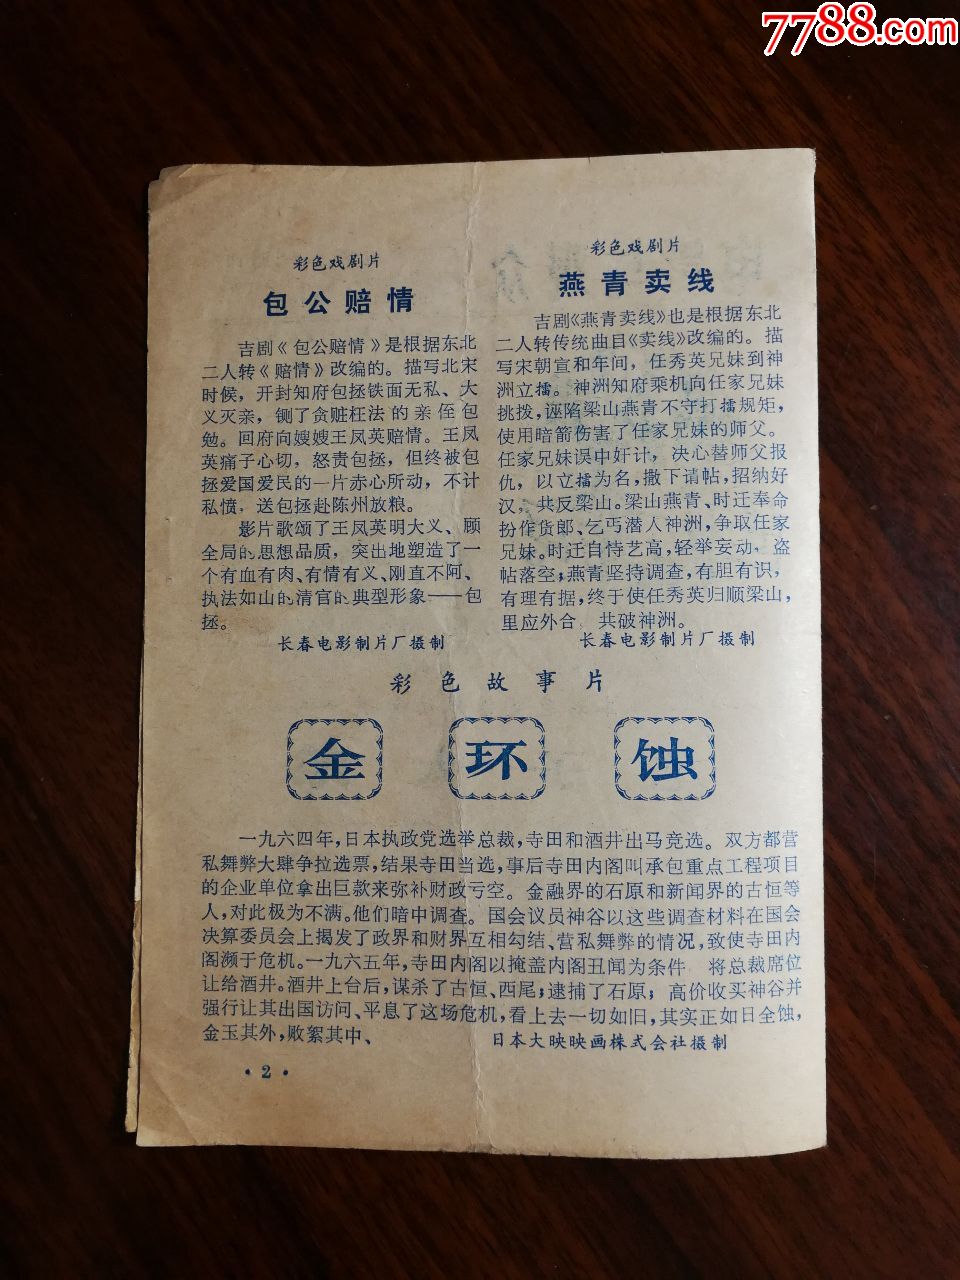 7788.com
彩色戏剧片
包公赔情
吉剧《包公赔情》是根据东北
二人转《赔情》改编的。描写北宋
时候，开封知府包拯铁面无私、大
义灭亲，铡了贪赃枉法的亲侄包
勉。回府向嫂嫂王凤英赔情。王凤
英痛子心切，怒责包拯，但终被包
拯爱国爱民的一片赤心所动，不计
私愤，送包拯赴陈州放粮。
影片歌颂了王凤英明大义、顾
全局的思想品质，突出地塑造了一
个有血有肉、有情有义、刚直不阿、
执法如山的清官的典型形象——包
拯。
长春电影制片厂摄制
彩色戏剧片
燕青卖线
吉剧《燕青卖线》也是根据东北
二人转传统曲目《卖线》改编的。描
写宋朝宣和年间，任秀英兄妹到神
洲立擂。神洲知府乘机向任家兄妹
挑拨，诬陷梁山燕青不守打擂规矩，
使用暗箭伤害了任家兄妹的师父。
任家兄妹误中奸计，决心替师父报
仇，以立擂为名，撒下请帖，招纳好
汉，共反梁山。梁山燕青、时迁奉命
扮作货郎、乞丐潜入神洲，争取任家
兄妹。时迁自恃艺高，轻举妄动，盗
帖落空；燕青坚持调查，有胆有识，
有理有据，终于使任秀英归顺梁山，
里应外合，共破神洲。
长春电影制片厂摄制
彩色故事片
金环蚀
一九六四年，日本执政党选举总裁，寺田和酒井出马竞选。双方都营
私舞弊大肆争拉选票，结果寺田当选，事后寺田内阁叫承包重点工程项目
的企业单位拿出巨款来弥补财政亏空。金融界的石原和新闻界的古恒等
人，对此极为不满。他们暗中调查。国会议员神谷以这些调查材料在国会
决算委员会上揭发了政界和财界互相勾结、营私舞弊的情况，致使寺田内
阁濒于危机。一九六五年，寺田内阁以掩盖内阁丑闻为条件 将总裁席位
让给酒井。酒井上台后，谋杀了古恒、西尾；逮捕了石原；高价收买神谷并
强行让其出国访问、平息了这场危机，看上去一切如旧，其实正如日全蚀，
金玉其外，败絮其中、
日本大映映画株式会社摄制
·2·